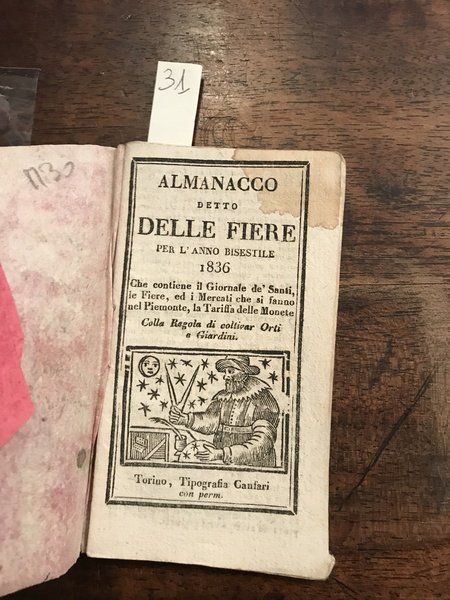 31
ALMANACCO
DETTO
DELLE FIERE
PER L'ANNO BISESTILE
1836
Che contiene il Giornale de' Santi,
le Fiere, ed i Mercati che si fanno
nel Piemonte, la Tariffa delle Monete
Colla Regola di coltivar Orti
e Giardini.
Torino, Tipografia Canfari
con perm.